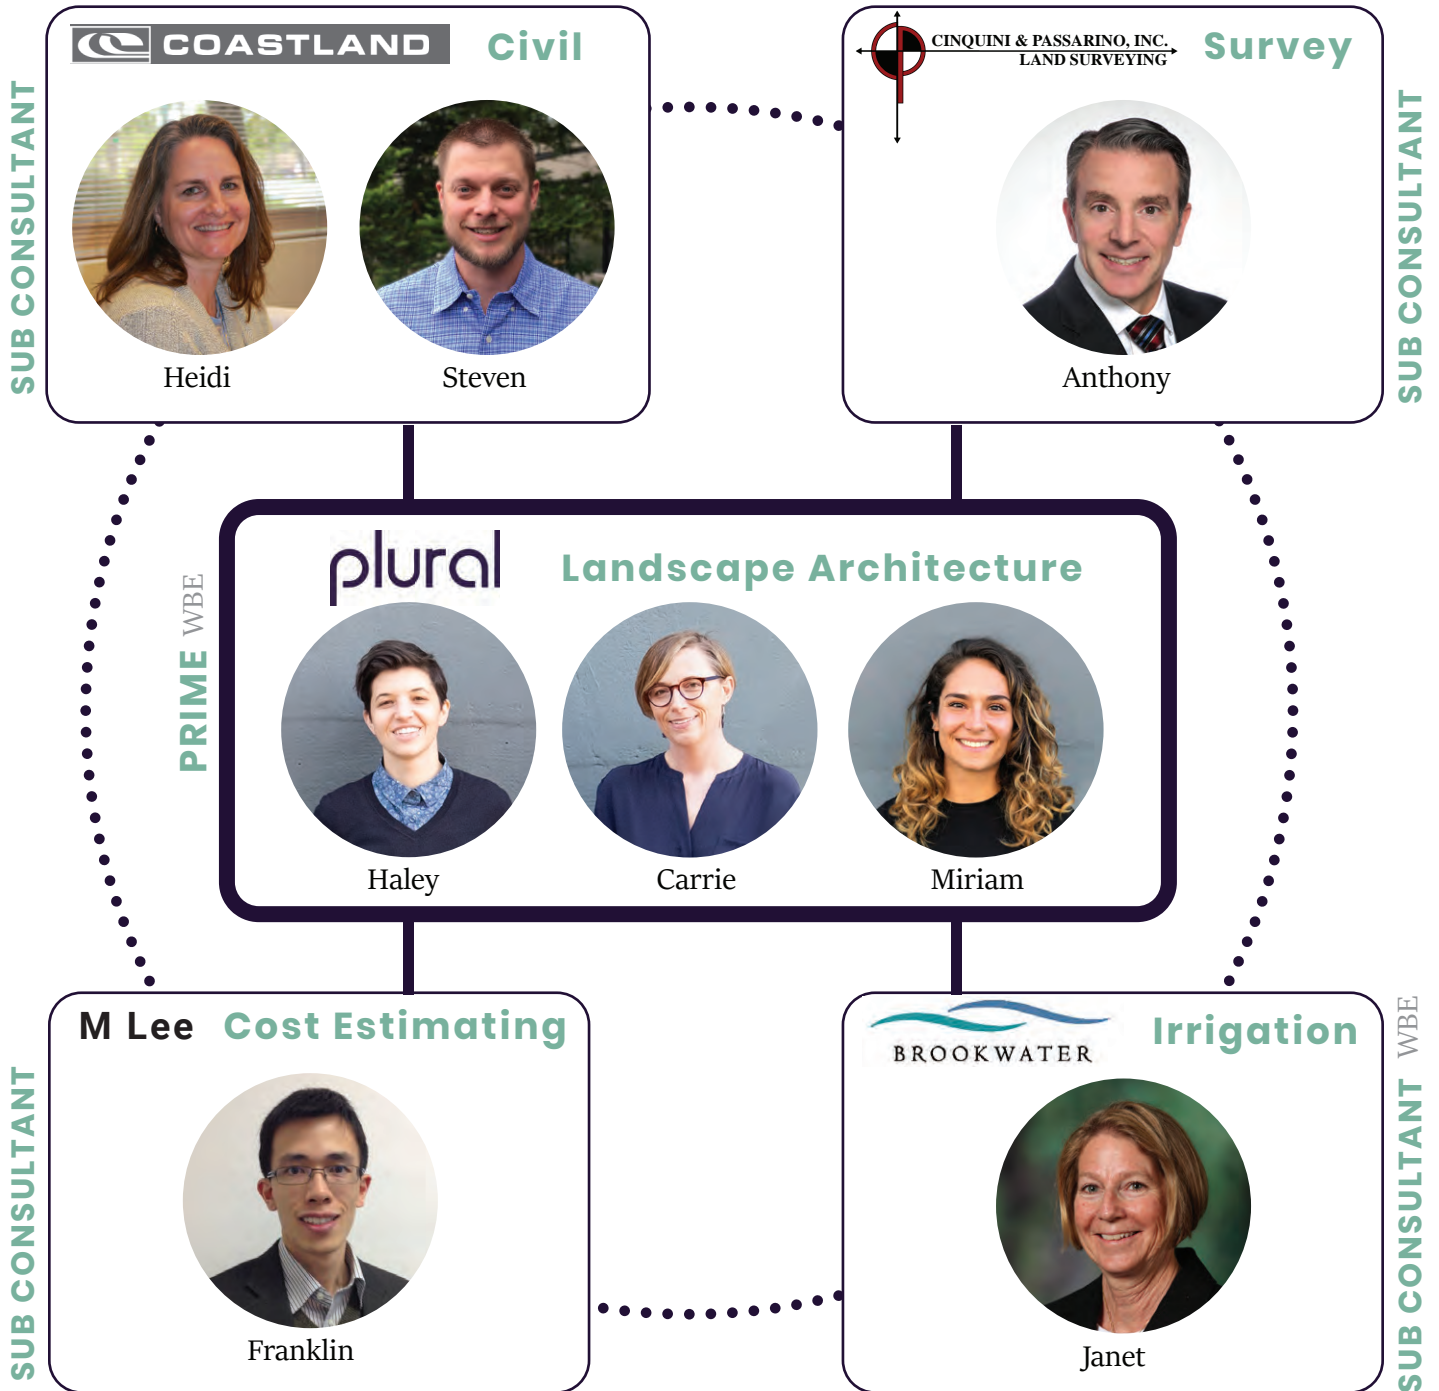 COASTLAND
Civil
SUB CONSULTANT
Heidi
Steven
CINQUINI & PASSARINO, INC.
LAND SURVEYING
Survey
SUB CONSULTANT
Anthony
PRIME WBE
plural
Landscape Architecture
Haley
Carrie
Miriam
M Lee
Cost Estimating
SUB CONSULTANT
Franklin
BROOKWATER
Irrigation
SUB CONSULTANT WBE
Janet